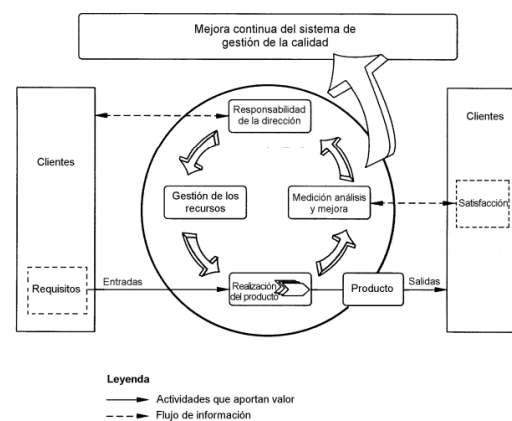 Mejora continua del sistema de
gestión de la calidad
Responsabilidad
de la dirección
Clientes
Clientes
Gestión de los
recursos
Medición análisis
y mejora
Satisfacción
Requisitos
Entradas
Realización
del producto
Producto
Salidas
Leyenda
Actividades que aportan valor
Flujo de información